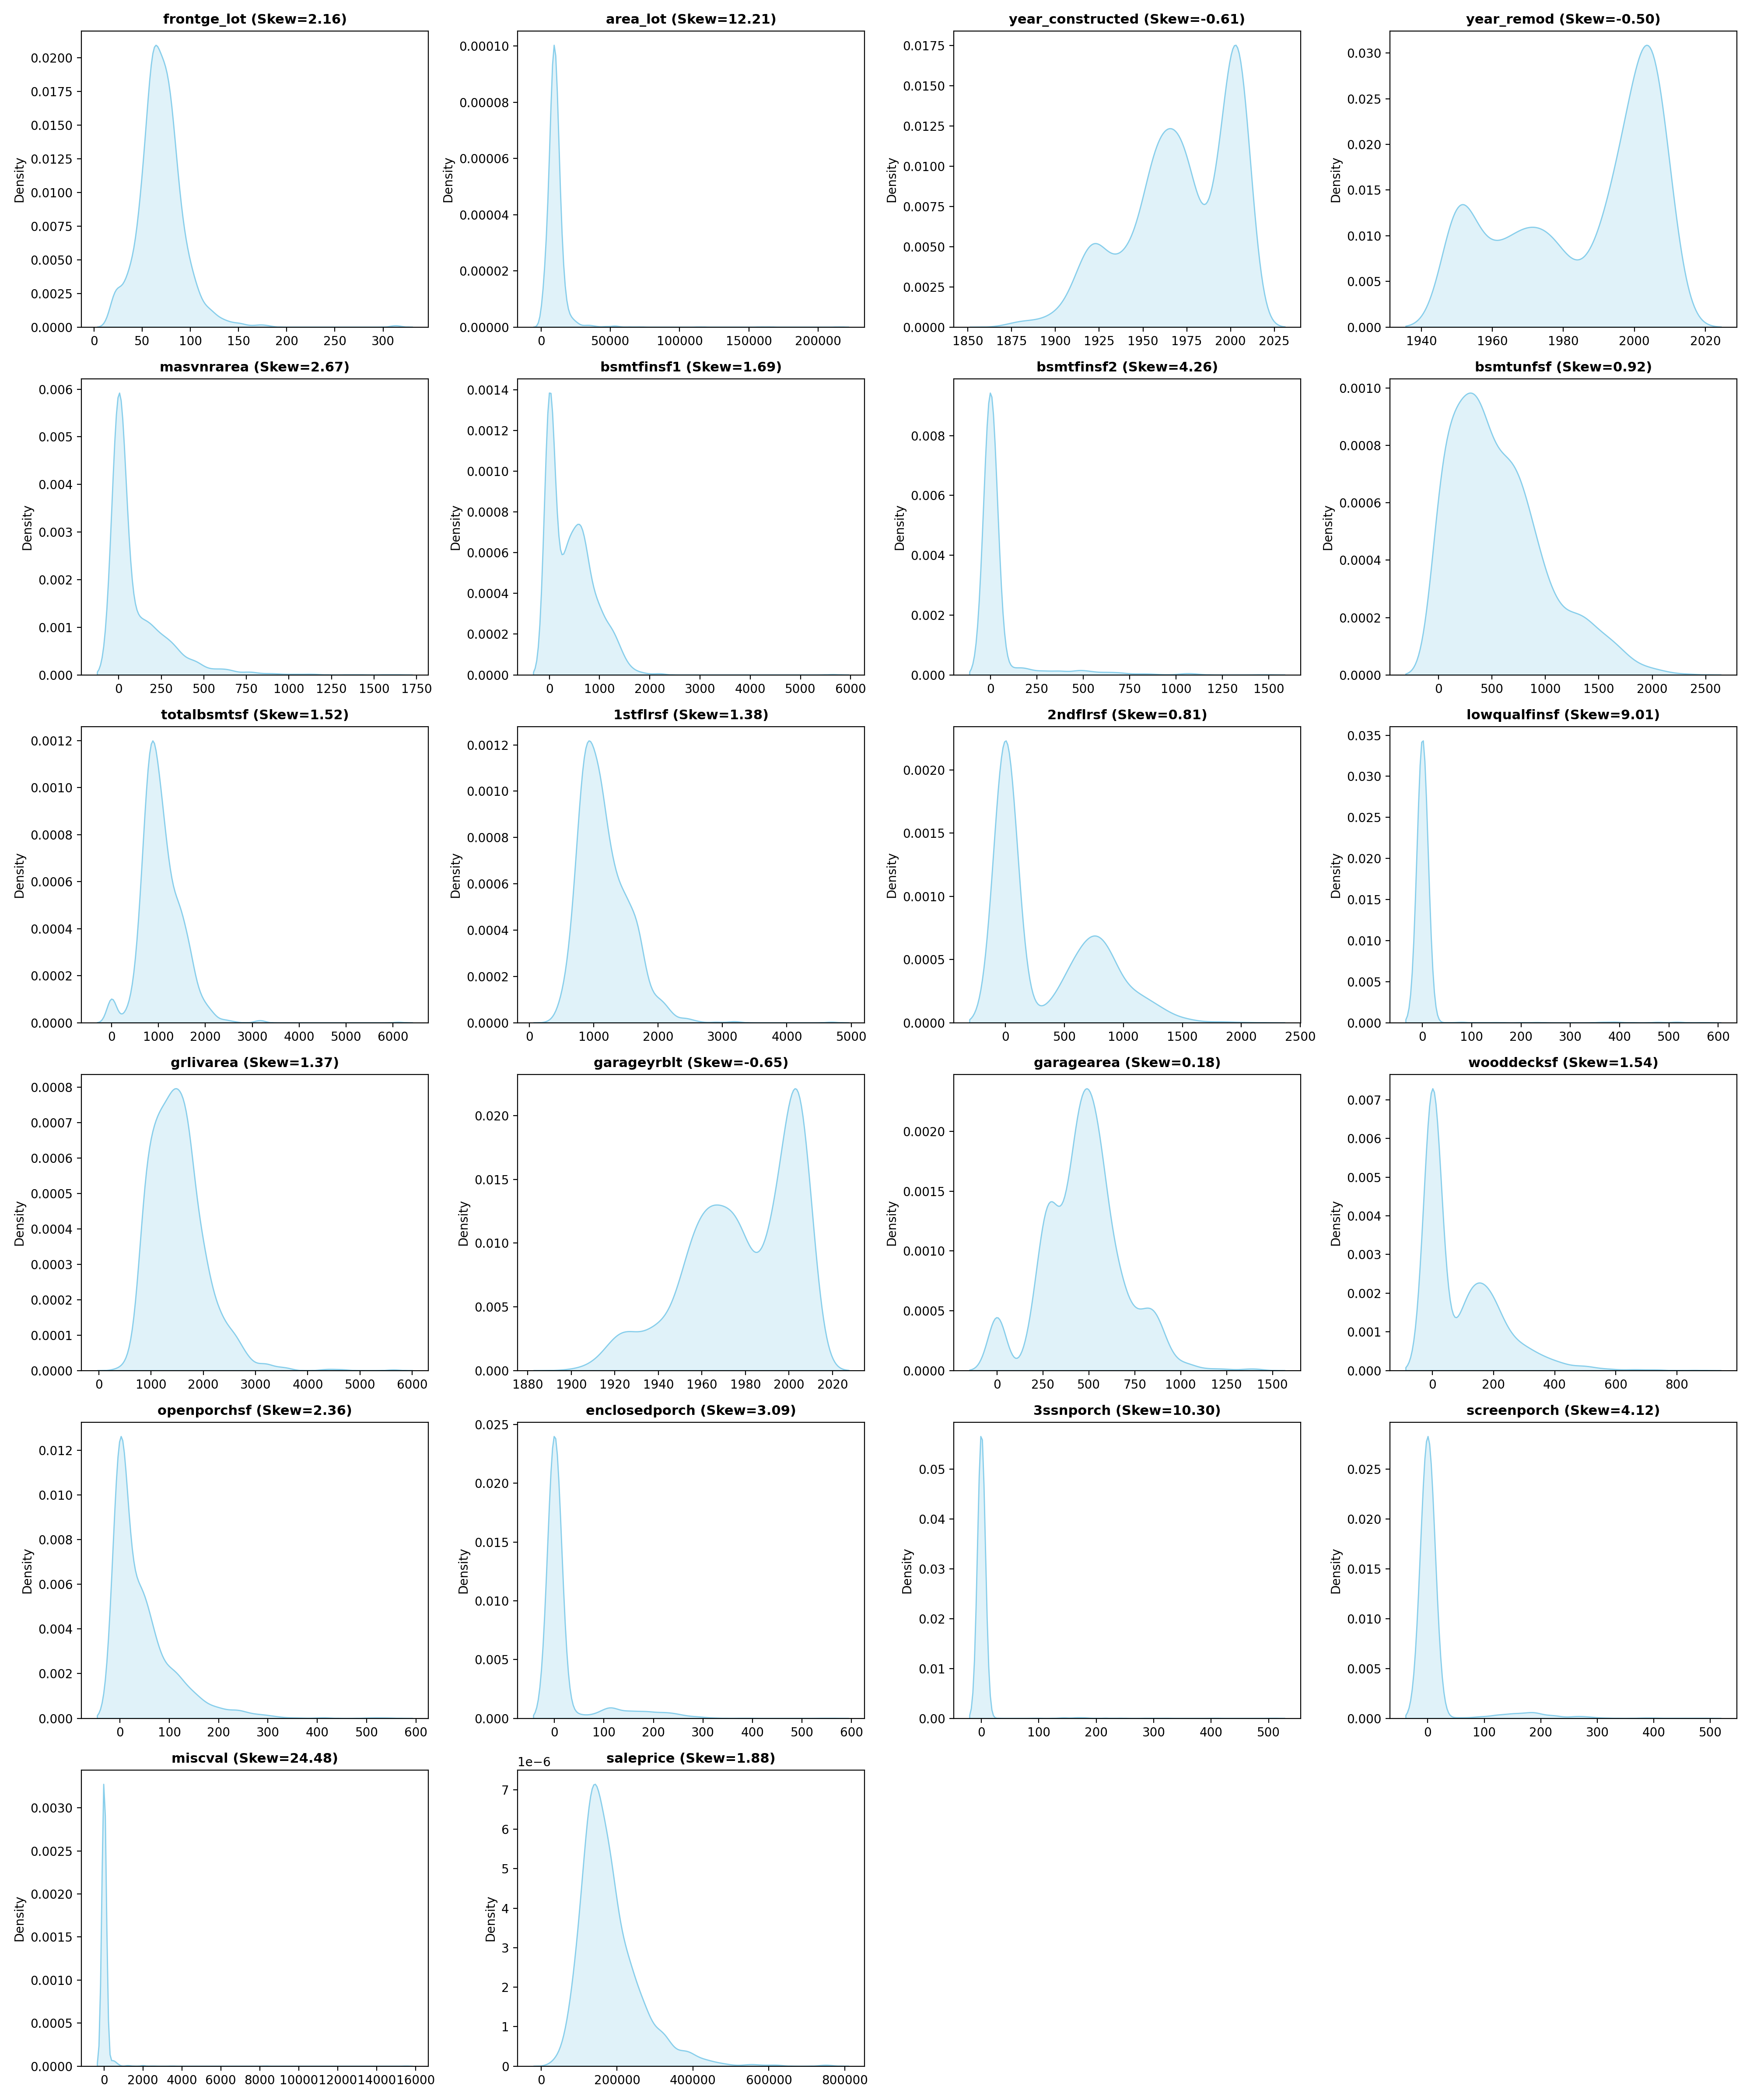 frontge_lot (Skew=2.16)
0.0200
0.0175
0.0150
0.0125
0.0100
0.0075
0.0050
0.0025
0.0000
Density
0 50 100 150 200 250 300
area_lot (Skew=12.21)
0.00010
0.00008
0.00006
0.00004
0.00002
0.00000
Density
0 50000 100000 150000 200000
year_constructed (Skew=-0.61)
0.0175
0.0150
0.0125
0.0100
0.0075
0.0050
0.0025
0.0000
Density
1850 1875 1900 1925 1950 1975 2000 2025
year_remod (Skew=-0.50)
0.030
0.025
0.020
0.015
0.010
0.005
0.000
Density
1940 1960 1980 2000 2020
masvnrarea (Skew=2.67)
0.006
0.005
0.004
0.003
0.002
0.001
0.000
Density
0 250 500 750 1000 1250 1500 1750
bsmtfinsf1 (Skew=1.69)
0.0014
0.0012
0.0010
0.0008
0.0006
0.0004
0.0002
0.0000
Density
0 1000 2000 3000 4000 5000 6000
bsmtfinsf2 (Skew=4.26)
0.008
0.006
0.004
0.002
0.000
Density
0 250 500 750 1000 1250 1500
bsmtunfsf (Skew=0.92)
0.0010
0.0008
0.0006
0.0004
0.0002
0.0000
Density
0 500 1000 1500 2000 2500
totalbsmtsf (Skew=1.52)
0.0012
0.0010
0.0008
0.0006
0.0004
0.0002
0.0000
Density
0 1000 2000 3000 4000 5000 6000
1stflrsf (Skew=1.38)
0.0012
0.0010
0.0008
0.0006
0.0004
0.0002
0.0000
Density
0 1000 2000 3000 4000 5000
2ndflrsf (Skew=0.81)
0.0020
0.0015
0.0010
0.0005
0.0000
Density
0 500 1000 1500 2000 2500
lowqualfinsf (Skew=9.01)
0.035
0.030
0.025
0.020
0.015
0.010
0.005
0.000
Density
0 100 200 300 400 500 600
grlivarea (Skew=1.37)
0.0008
0.0007
0.0006
0.0005
0.0004
0.0003
0.0002
0.0001
0.0000
Density
0 1000 2000 3000 4000 5000 6000
garageyrblt (Skew=-0.65)
0.020
0.015
0.010
0.005
0.000
Density
1880 1900 1920 1940 1960 1980 2000 2020
garagearea (Skew=0.18)
0.0020
0.0015
0.0010
0.0005
0.0000
Density
0 250 500 750 1000 1250 1500
wooddecksf (Skew=1.54)
0.007
0.006
0.005
0.004
0.003
0.002
0.001
0.000
Density
0 200 400 600 800
openporchsf (Skew=2.36)
0.012
0.010
0.008
0.006
0.004
0.002
0.000
Density
0 100 200 300 400 500 600
enclosedporch (Skew=3.09)
0.025
0.020
0.015
0.010
0.005
0.000
Density
0 100 200 300 400 500 600
3ssnporch (Skew=10.30)
0.05
0.04
0.03
0.02
0.01
0.00
Density
0 100 200 300 400 500
screenporch (Skew=4.12)
0.025
0.020
0.015
0.010
0.005
0.000
Density
0 100 200 300 400 500
miscval (Skew=24.48)
0.0030
0.0025
0.0020
0.0015
0.0010
0.0005
0.0000
Density
0 2000 4000 6000 8000 10000 12000 14000 16000
saleprice (Skew=1.88)
1e−6
7
6
5
4
3
2
1
0
Density
0 200000 400000 600000 800000